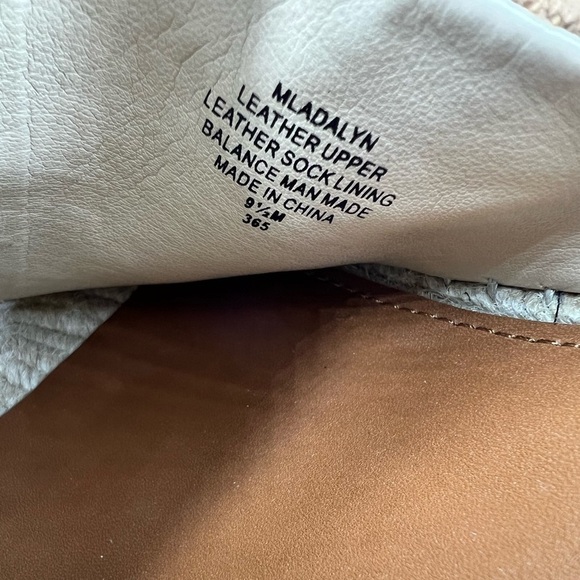 MLADALYN
LEATHER UPPER
LEATHER SOCK LINING
BALANCE MAN MADE
MADE IN CHINA
9½M
365